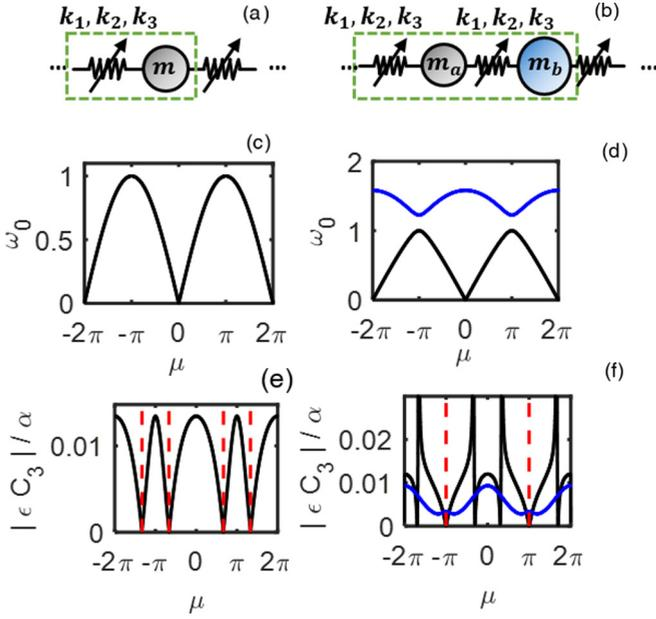 k₁, k₂, k₃ (a)
... m ...
k₁, k₂, k₃ k₁, k₂, k₃ (b)
... mₐ m_b ...
(c)
1
0.5
0
ω₀
-2π -π 0 π 2π
μ
(d)
2
1
0
ω₀
-2π -π 0 π 2π
μ
(e)
0.01
0
| ϵ C₃ | / α
-2π -π 0 π 2π
μ
(f)
0.02
0.01
0
| ϵ C₃ | / α
-2π -π 0 π 2π
μ